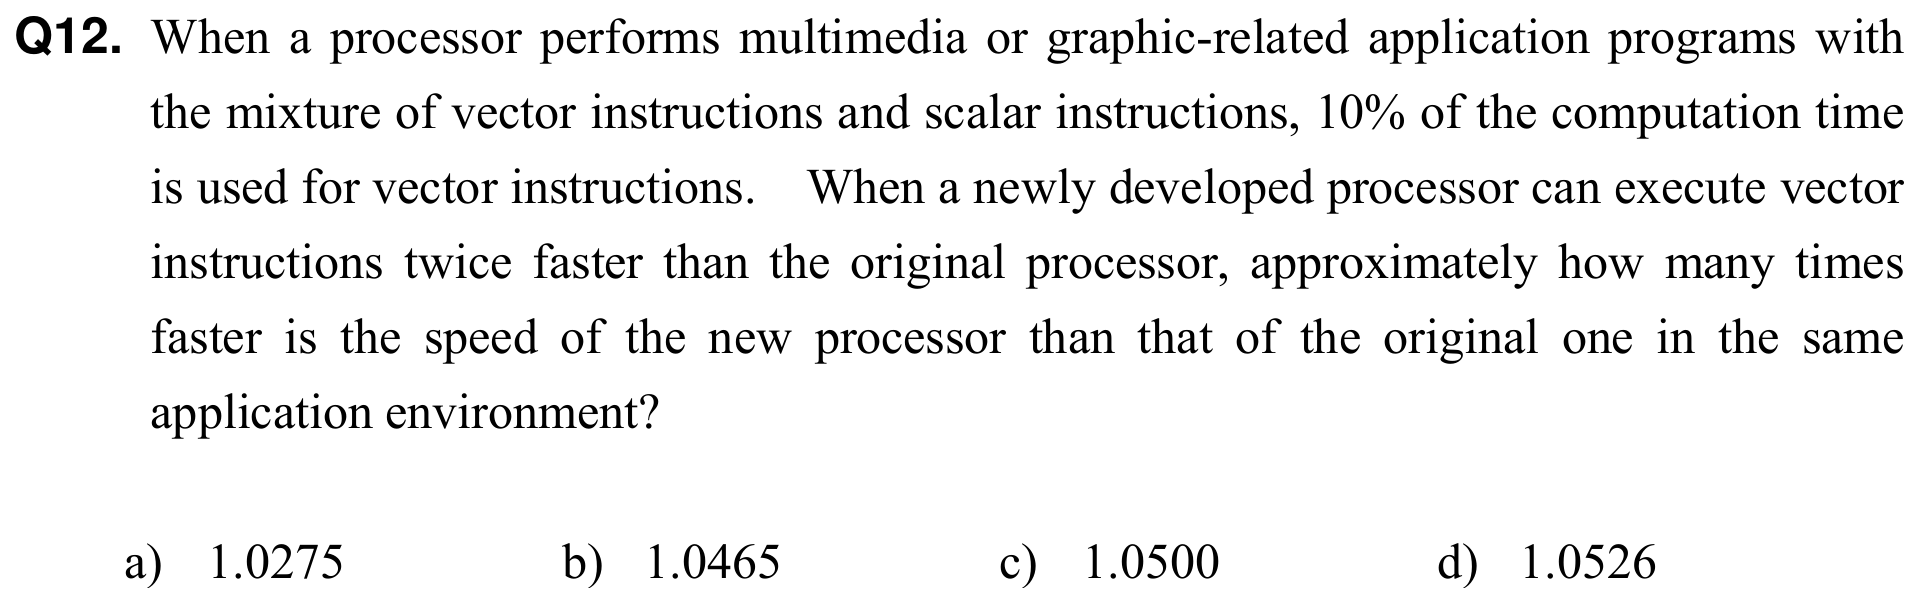 Q12. When a processor performs multimedia or graphic-related application programs with
the mixture of vector instructions and scalar instructions, 10% of the computation time
is used for vector instructions. When a newly developed processor can execute vector
instructions twice faster than the original processor, approximately how many times
faster is the speed of the new processor than that of the original one in the same
application environment?
a) 1.0275 b) 1.0465 c) 1.0500 d) 1.0526